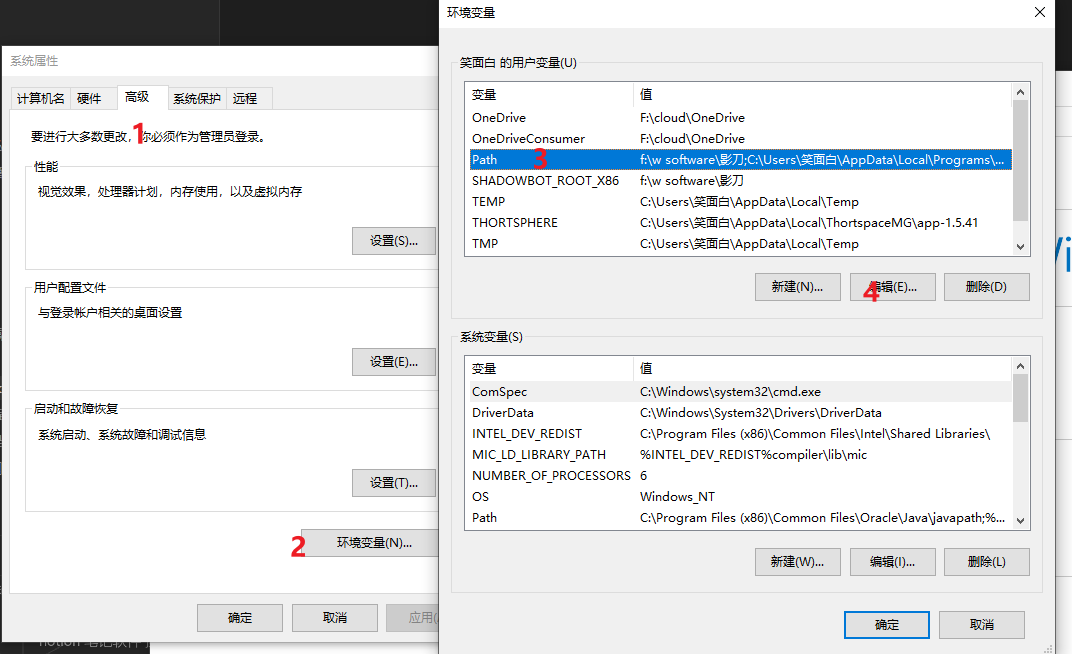 系统属性
计算机名 硬件 高级 系统保护 远程
1
要进行大多数更改，你必须作为管理员登录。
性能
视觉效果，处理器计划，内存使用，以及虚拟内存
设置(S)...
用户配置文件
与登录帐户相关的桌面设置
设置(E)...
启动和故障恢复
系统启动、系统故障和调试信息
设置(T)...
2
环境变量(N)...
确定 取消 应用(
notion 笔记软件
环境变量
笑面白 的用户变量(U)
变量 值
OneDrive F:\cloud\OneDrive
OneDriveConsumer F:\cloud\OneDrive
Path 3 f:\w software\影刀;C:\Users\笑面白\AppData\Local\Programs\...
SHADOWBOT_ROOT_X86 f:\w software\影刀
TEMP C:\Users\笑面白\AppData\Local\Temp
THORTSPHERE C:\Users\笑面白\AppData\Local\ThortspaceMG\app-1.5.41
TMP C:\Users\笑面白\AppData\Local\Temp
新建(N)... 4 编辑(E)... 删除(D)
系统变量(S)
变量 值
ComSpec C:\Windows\system32\cmd.exe
DriverData C:\Windows\System32\Drivers\DriverData
INTEL_DEV_REDIST C:\Program Files (x86)\Common Files\Intel\Shared Libraries\
MIC_LD_LIBRARY_PATH %INTEL_DEV_REDIST%compiler\lib\mic
NUMBER_OF_PROCESSORS 6
OS Windows_NT
Path C:\Program Files (x86)\Common Files\Oracle\Java\javapath;%...
新建(W)... 编辑(I)... 删除(L)
确定 取消